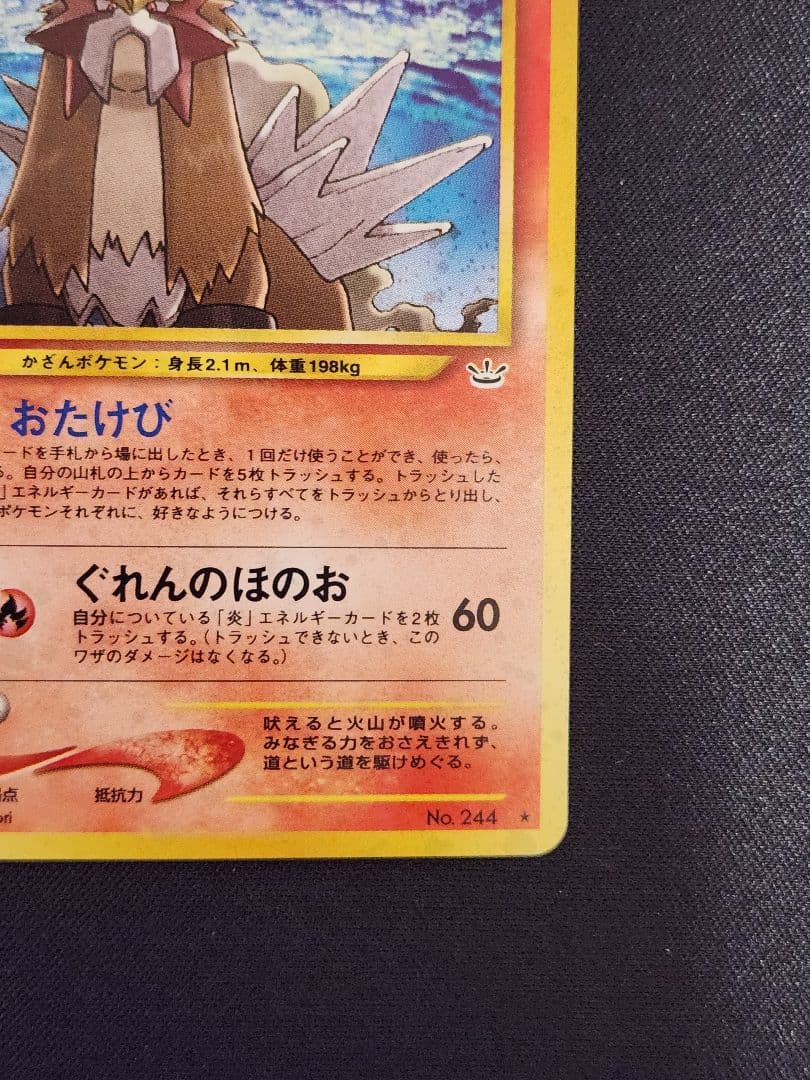 かざんポケモン：身長2.1m、体重198kg
おたけび
ードを手札から場に出したとき、1回だけ使うことができ、使ったら、
る。自分の山札の上からカードを5枚トラッシュする。トラッシュした
」エネルギーカードがあれば、それらすべてをトラッシュからとり出し、
ポケモンそれぞれに、好きなようにつける。
ぐれんのほのお
60
自分についている「炎」エネルギーカードを2枚
トラッシュする。（トラッシュできないとき、この
ワザのダメージはなくなる。）
吠えると火山が噴火する。
みなぎる力をおさえきれず、
道という道を駆けめぐる。
点 抵抗力
ori
No. 244 ★